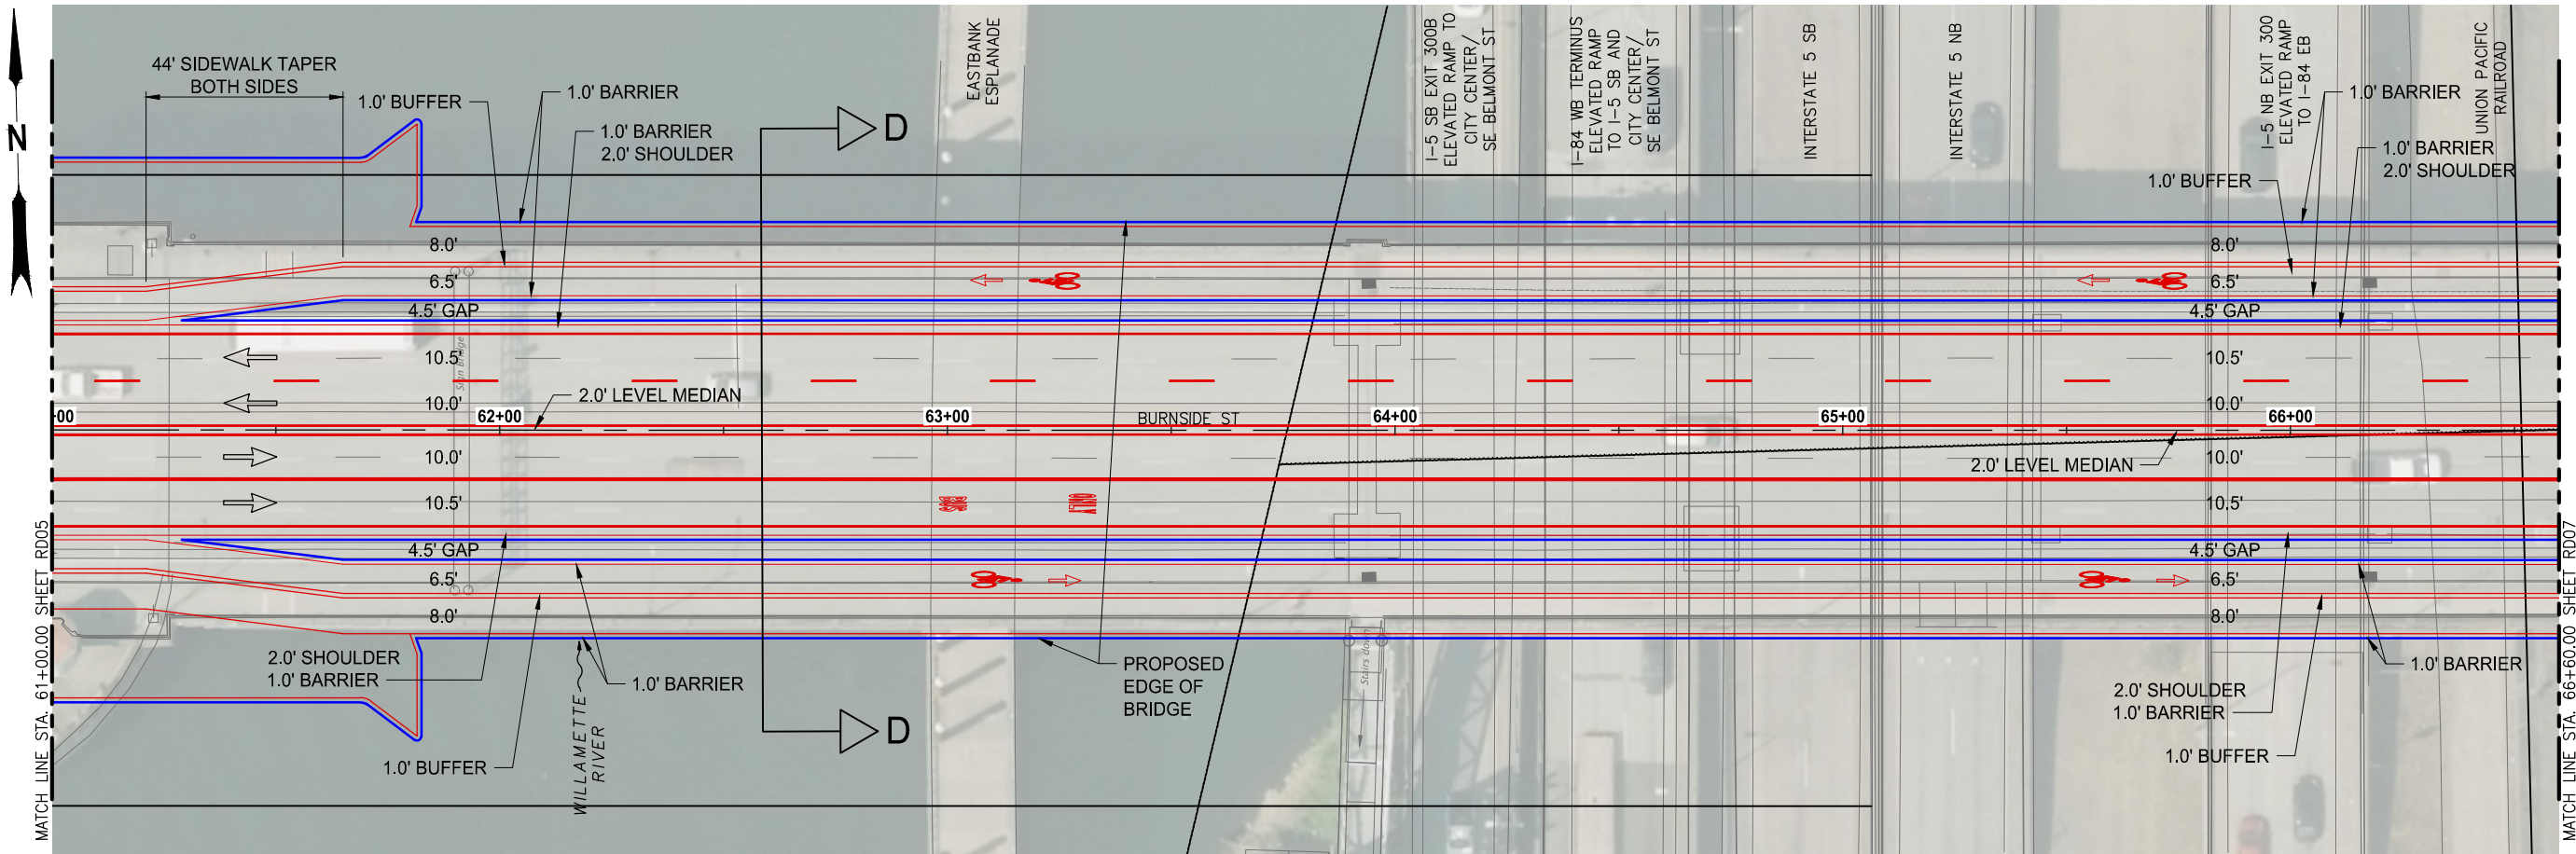 N
44' SIDEWALK TAPER
BOTH SIDES
1.0' BUFFER
1.0' BARRIER
1.0' BARRIER
2.0' SHOULDER
D
EASTBANK
ESPLANADE
I-5 SB EXIT 300B
ELEVATED RAMP TO
CITY CENTER/
SE BELMONT ST
I-84 WB TERMINUS
ELEVATED RAMP
TO I-5 SB AND
CITY CENTER/
SE BELMONT ST
INTERSTATE 5 SB
INTERSTATE 5 NB
I-5 NB EXIT 300
ELEVATED RAMP
TO I-84 EB
UNION PACIFIC
RAILROAD
1.0' BARRIER
1.0' BARRIER
2.0' SHOULDER
1.0' BUFFER
8.0'
8.0'
6.5'
6.5'
4.5' GAP
4.5' GAP
10.5'
10.5'
Sign Bridge
10.0'
10.0'
2.0' LEVEL MEDIAN
-00
62+00
63+00
BURNSIDE ST
64+00
65+00
66+00
10.0'
10.0'
2.0' LEVEL MEDIAN
10.5'
BUS
ONLY
10.5'
4.5' GAP
4.5' GAP
6.5'
6.5'
8.0'
8.0'
2.0' SHOULDER
1.0' BARRIER
1.0' BARRIER
1.0' BUFFER
WILLAMETTE
RIVER
D
PROPOSED
EDGE OF
BRIDGE
Stairs down
1.0' BARRIER
2.0' SHOULDER
1.0' BARRIER
1.0' BUFFER
MATCH LINE STA. 61+00.00 SHEET RD05
MATCH LINE STA. 66+60.00 SHEET RD07